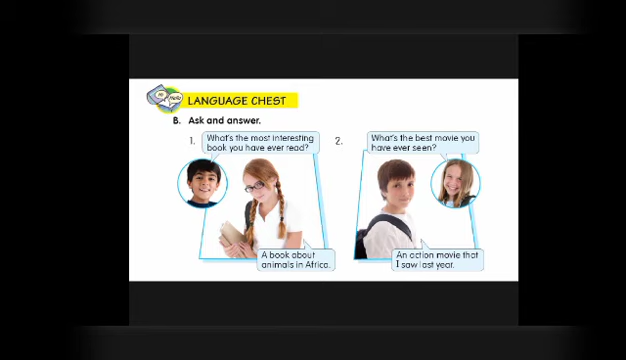 LANGUAGE CHEST
B. Ask and answer.
1.
What's the most interesting
book you have ever read?
A book about
animals in Africa.
2.
What's the best movie you
have ever seen?
An action movie that
I saw last year.